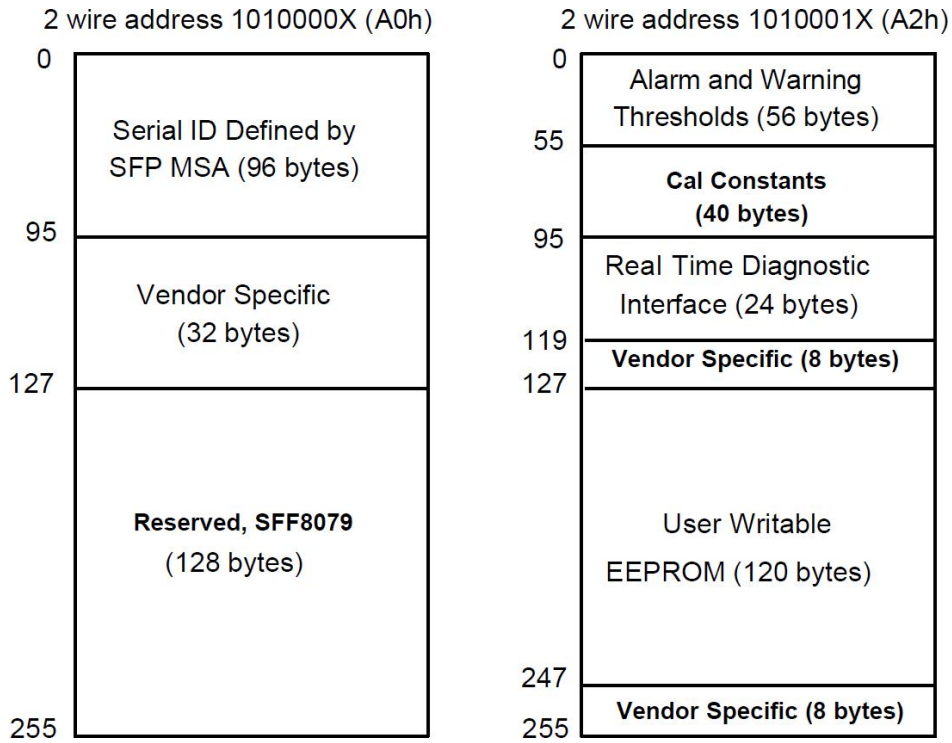 2 wire address 1010000X (A0h)
0
Serial ID Defined by
SFP MSA (96 bytes)
95
Vendor Specific
(32 bytes)
127
Reserved, SFF8079
(128 bytes)
255
2 wire address 1010001X (A2h)
0
Alarm and Warning
Thresholds (56 bytes)
55
Cal Constants
(40 bytes)
95
Real Time Diagnostic
Interface (24 bytes)
119
Vendor Specific (8 bytes)
127
User Writable
EEPROM (120 bytes)
247
Vendor Specific (8 bytes)
255